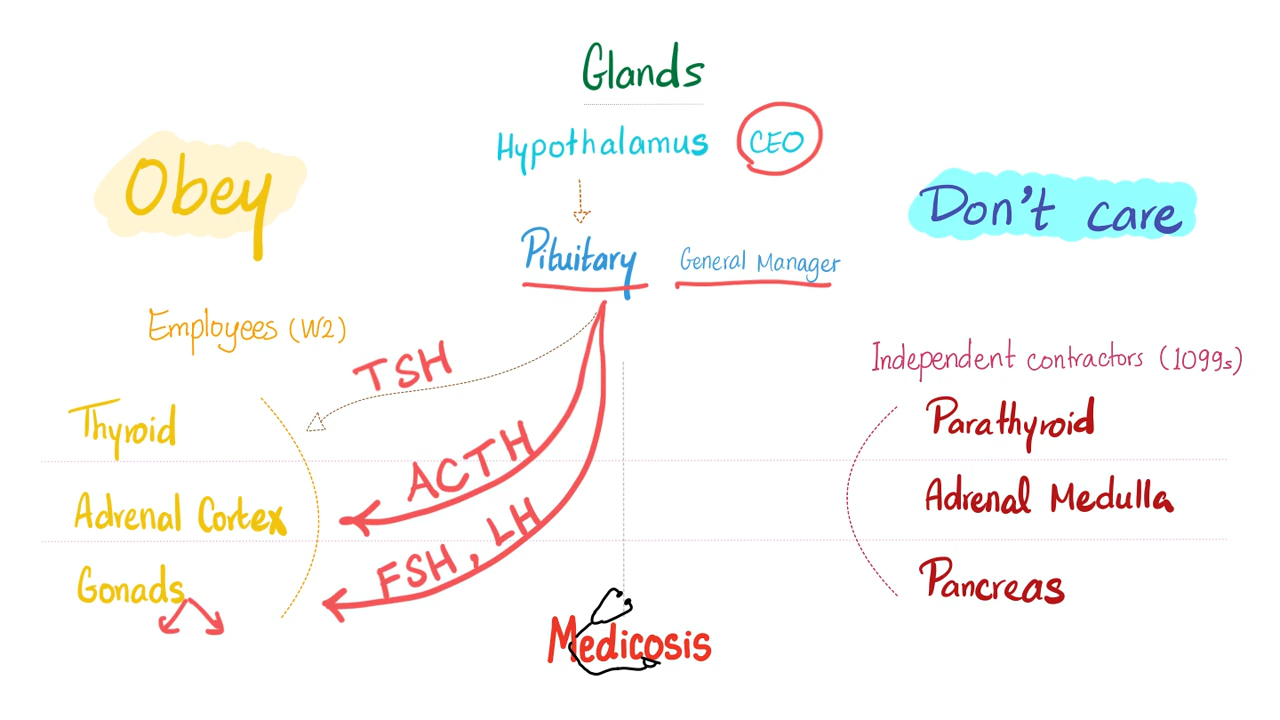 Glands
Hypothalamus CEO
Obey
Don't care
Pituitary General Manager
Employees (W2)
Independent contractors (1099s)
TSH
Thyroid
Parathyroid
ACTH
Adrenal Cortex
Adrenal Medulla
FSH, LH
Gonads
Pancreas
Medicosis